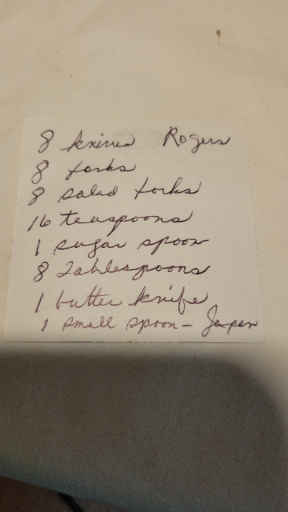 8 knives Rogers
8 forks
8 salad forks
16 teaspoons
1 sugar spoon
8 Tablespoons
1 butter knife
1 small spoon - Japan